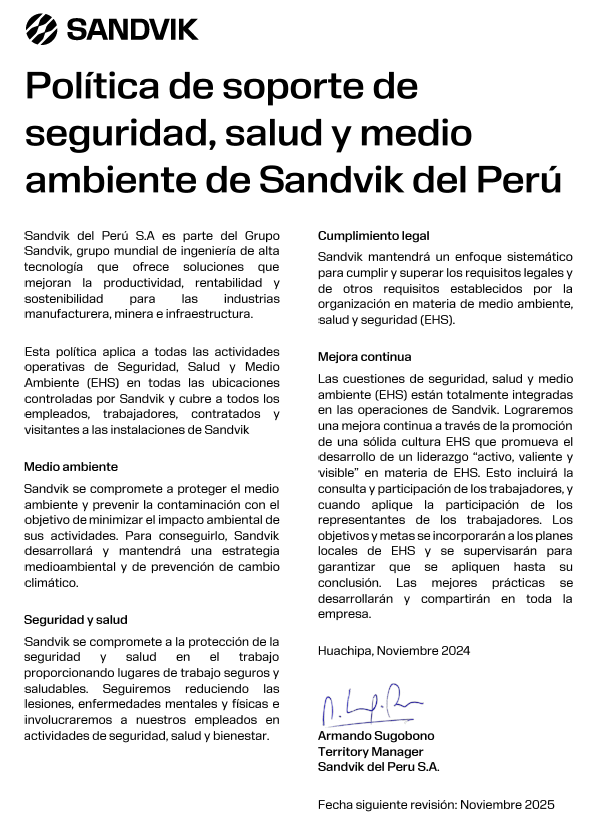 SANDVIK
Política de soporte de
seguridad, salud y medio
ambiente de Sandvik del Perú
Sandvik del Perú S.A es parte del Grupo
Sandvik, grupo mundial de ingeniería de alta
tecnología que ofrece soluciones que
mejoran la productividad, rentabilidad y
sostenibilidad para las industrias
manufacturera, minera e infraestructura.
Esta política aplica a todas las actividades
operativas de Seguridad, Salud y Medio
Ambiente (EHS) en todas las ubicaciones
controladas por Sandvik y cubre a todos los
empleados, trabajadores, contratados y
visitantes a las instalaciones de Sandvik
Medio ambiente
Sandvik se compromete a proteger el medio
ambiente y prevenir la contaminación con el
objetivo de minimizar el impacto ambiental de
sus actividades. Para conseguirlo, Sandvik
desarrollará y mantendrá una estrategia
medioambiental y de prevención de cambio
climático.
Seguridad y salud
Sandvik se compromete a la protección de la
seguridad y salud en el trabajo
proporcionando lugares de trabajo seguros y
saludables. Seguiremos reduciendo las
lesiones, enfermedades mentales y físicas e
involucraremos a nuestros empleados en
actividades de seguridad, salud y bienestar.
Cumplimiento legal
Sandvik mantendrá un enfoque sistemático
para cumplir y superar los requisitos legales y
de otros requisitos establecidos por la
organización en materia de medio ambiente,
salud y seguridad (EHS).
Mejora continua
Las cuestiones de seguridad, salud y medio
ambiente (EHS) están totalmente integradas
en las operaciones de Sandvik. Lograremos
una mejora continua a través de la promoción
de una sólida cultura EHS que promueva el
desarrollo de un liderazgo “activo, valiente y
visible” en materia de EHS. Esto incluirá la
consulta y participación de los trabajadores, y
cuando aplique la participación de los
representantes de los trabajadores. Los
objetivos y metas se incorporarán a los planes
locales de EHS y se supervisarán para
garantizar que se apliquen hasta su
conclusión. Las mejores prácticas se
desarrollarán y compartirán en toda la
empresa.
Huachipa, Noviembre 2024
Armando Sugobono
Territory Manager
Sandvik del Peru S.A.
Fecha siguiente revisión: Noviembre 2025